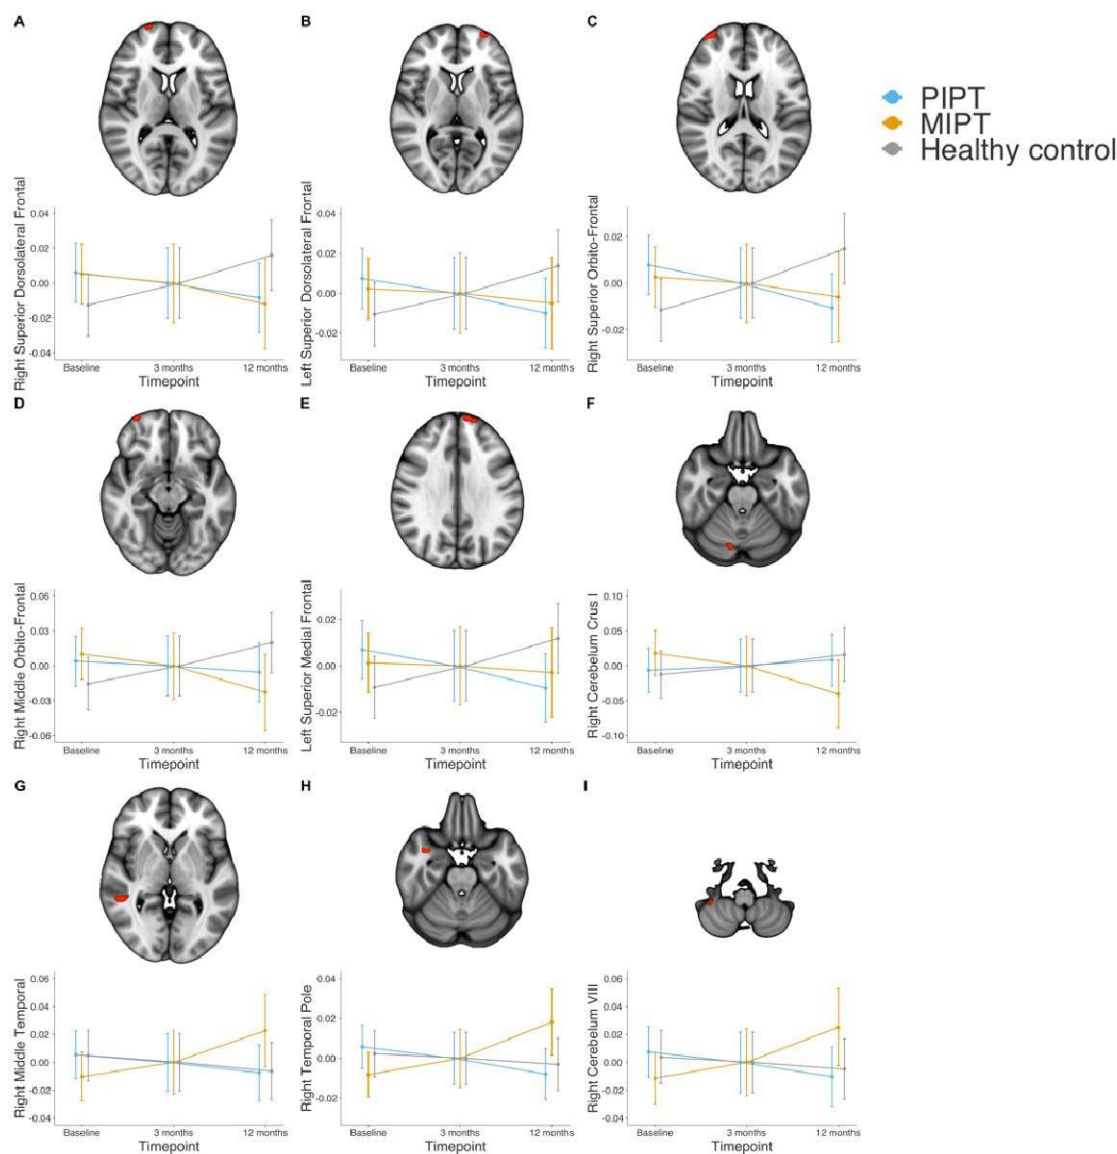 A
B
C
PIPT
MIPT
Healthy control
Right Superior Dorsolateral Frontal
0.04
0.02
0.00
-0.02
-0.04
Baseline
3 months
12 months
Timepoint
Left Superior Dorsolateral Frontal
0.04
0.02
0.00
-0.02
Baseline
3 months
12 months
Timepoint
Right Superior Orbito-Frontal
0.02
0.00
-0.02
Baseline
3 months
12 months
Timepoint
D
E
F
Right Middle Orbito-Frontal
0.06
0.03
0.00
-0.03
-0.06
Baseline
3 months
12 months
Timepoint
Left Superior Medial Frontal
0.02
0.00
-0.02
Baseline
3 months
12 months
Timepoint
Right Cerebelum Crus I
0.10
0.05
0.00
-0.05
-0.10
Baseline
3 months
12 months
Timepoint
G
H
I
Right Middle Temporal
0.06
0.04
0.02
0.00
-0.02
-0.04
Baseline
3 months
12 months
Timepoint
Right Temporal Pole
0.04
0.02
0.00
-0.02
Baseline
3 months
12 months
Timepoint
Right Cerebelum VIII
0.06
0.04
0.02
0.00
-0.02
-0.04
Baseline
3 months
12 months
Timepoint